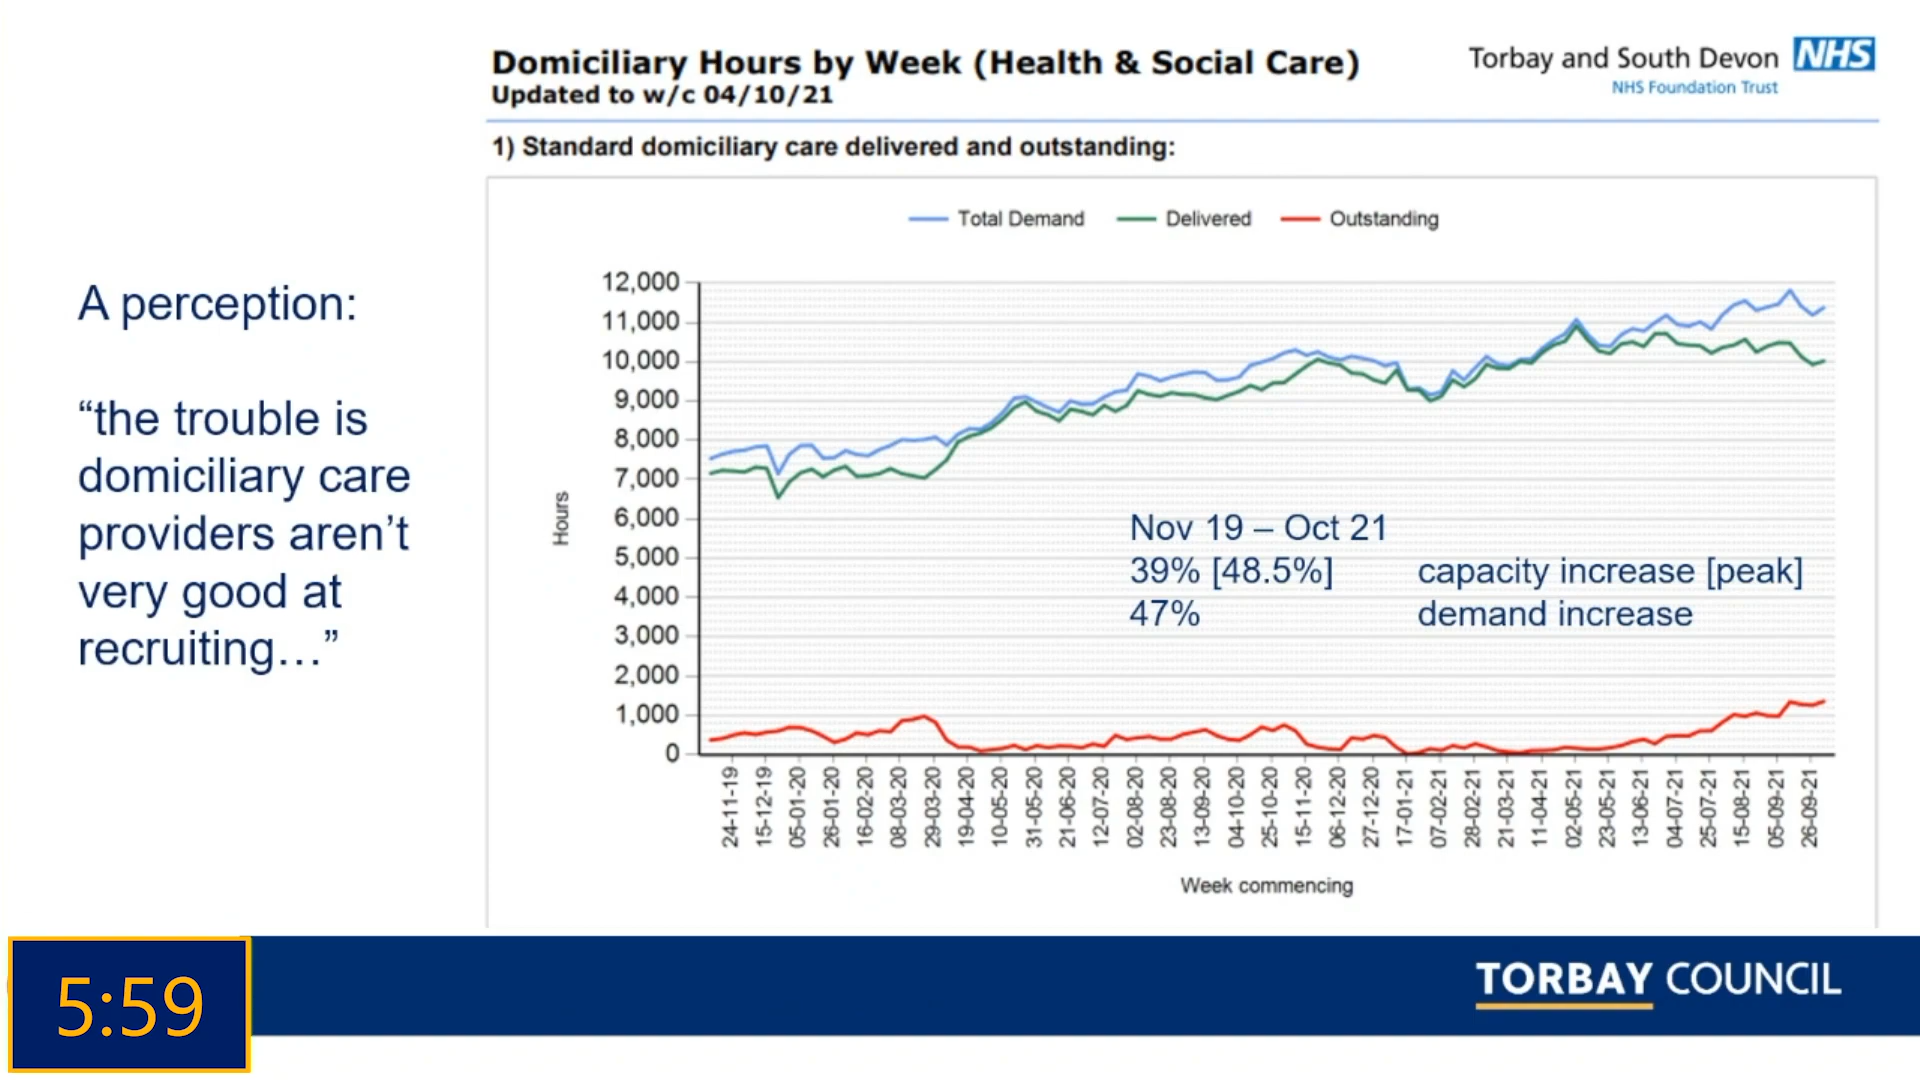 Domiciliary Hours by Week (Health & Social Care)
Updated to w/c 04/10/21
Torbay and South Devon NHS
NHS Foundation Trust
1) Standard domiciliary care delivered and outstanding:
A perception:
“the trouble is
domiciliary care
providers aren’t
very good at
recruiting…”
Total Demand Delivered Outstanding
12,000
11,000
10,000
9,000
8,000
7,000
6,000
5,000
4,000
3,000
2,000
1,000
0
Hours
Nov 19 – Oct 21
39% [48.5%] capacity increase [peak]
47% demand increase
24-11-19
15-12-19
05-01-20
26-01-20
16-02-20
08-03-20
29-03-20
19-04-20
10-05-20
31-05-20
21-06-20
12-07-20
02-08-20
23-08-20
13-09-20
04-10-20
25-10-20
15-11-20
06-12-20
27-12-20
17-01-21
07-02-21
28-02-21
21-03-21
11-04-21
02-05-21
23-05-21
13-06-21
04-07-21
25-07-21
15-08-21
05-09-21
26-09-21
Week commencing
5:59
TORBAY COUNCIL